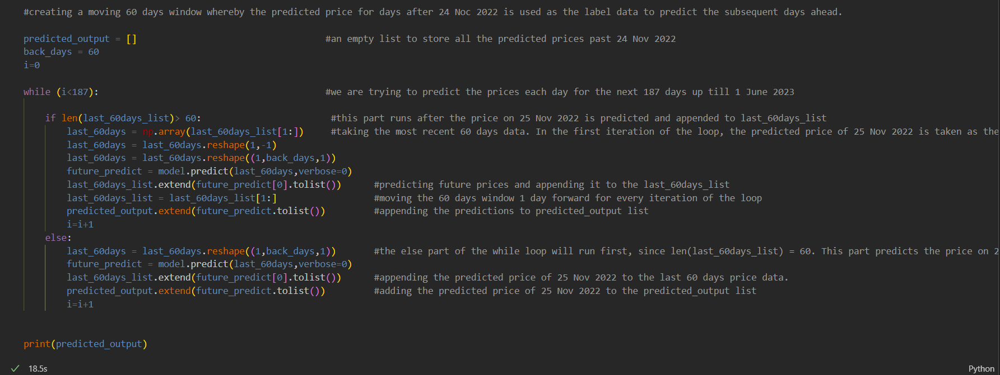 #creating a moving 60 days window whereby the predicted price for days after 24 Noc 2022 is used as the label data to predict the subsequent days ahead.
predicted_output = [] #an empty list to store all the predicted prices past 24 Nov 2022
back_days = 60
i=0
while (i<187): #we are trying to predict the prices each day for the next 187 days up till 1 June 2023
if len(last_60days_list)> 60: #this part runs after the price on 25 Nov 2022 is predicted and appended to last_60days_list
last_60days = np.array(last_60days_list[1:]) #taking the most recent 60 days data. In the first iteration of the loop, the predicted price of 25 Nov 2022 is taken as the
last_60days = last_60days.reshape(1,-1)
last_60days = last_60days.reshape((1,back_days,1))
future_predict = model.predict(last_60days,verbose=0)
last_60days_list.extend(future_predict[0].tolist()) #predicting future prices and appending it to the last_60days_list
last_60days_list = last_60days_list[1:] #moving the 60 days window 1 day forward for every iteration of the loop
predicted_output.extend(future_predict.tolist()) #appending the predictions to predicted_output list
i=i+1
else:
last_60days = last_60days.reshape((1,back_days,1)) #the else part of the while loop will run first, since len(last_60days_list) = 60. This part predicts the price on 2
future_predict = model.predict(last_60days,verbose=0)
last_60days_list.extend(future_predict[0].tolist()) #appending the predicted price of 25 Nov 2022 to the last 60 days price data.
predicted_output.extend(future_predict.tolist()) #adding the predicted price of 25 Nov 2022 to the predicted_output list
i=i+1
print(predicted_output)
18.5s Python